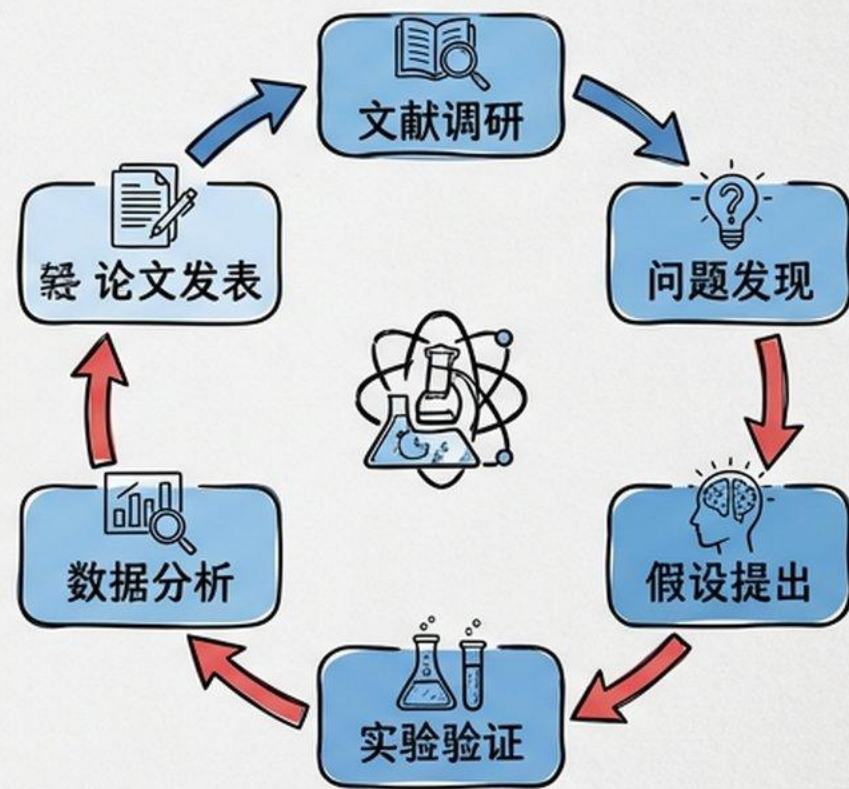 文献调研
问题发现
假设提出
实验验证
数据分析
论文发表